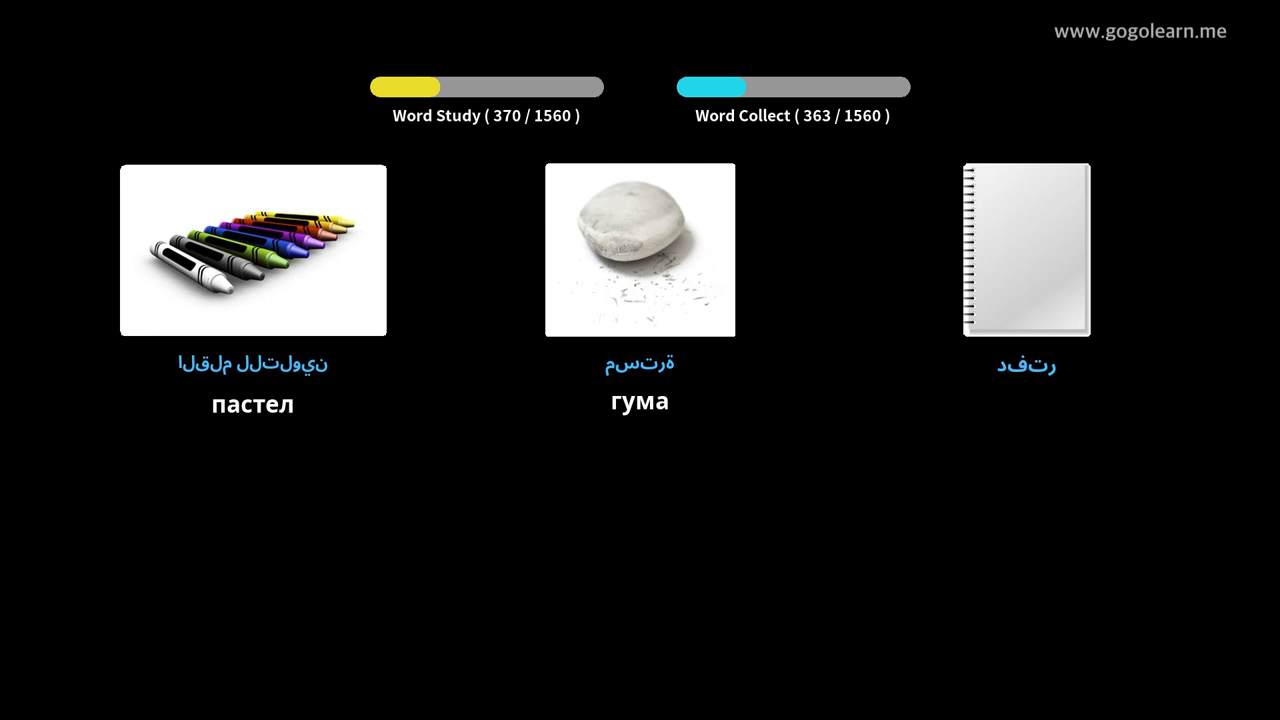 www.gogolearn.me
Word Study ( 370 / 1560 )
Word Collect ( 363 / 1560 )
القلم للتلوين
مسترة
دفتر
пастел
гума